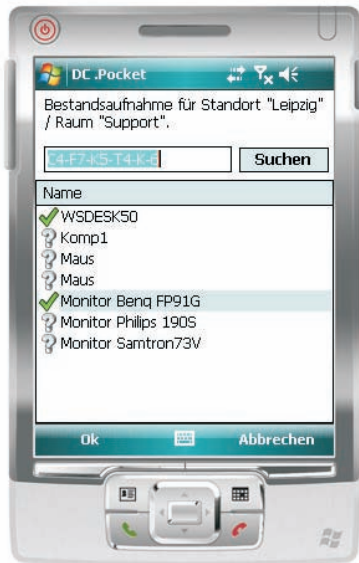 DC .Pocket
Bestandsaufnahme für Standort "Leipzig"
/ Raum "Support".
C4-F7-K5-T4-K-6
Suchen
Name
WSDESK50
Komp1
Maus
Maus
Monitor Benq FP91G
Monitor Philips 190S
Monitor Samtron73V
Ok
Abbrechen